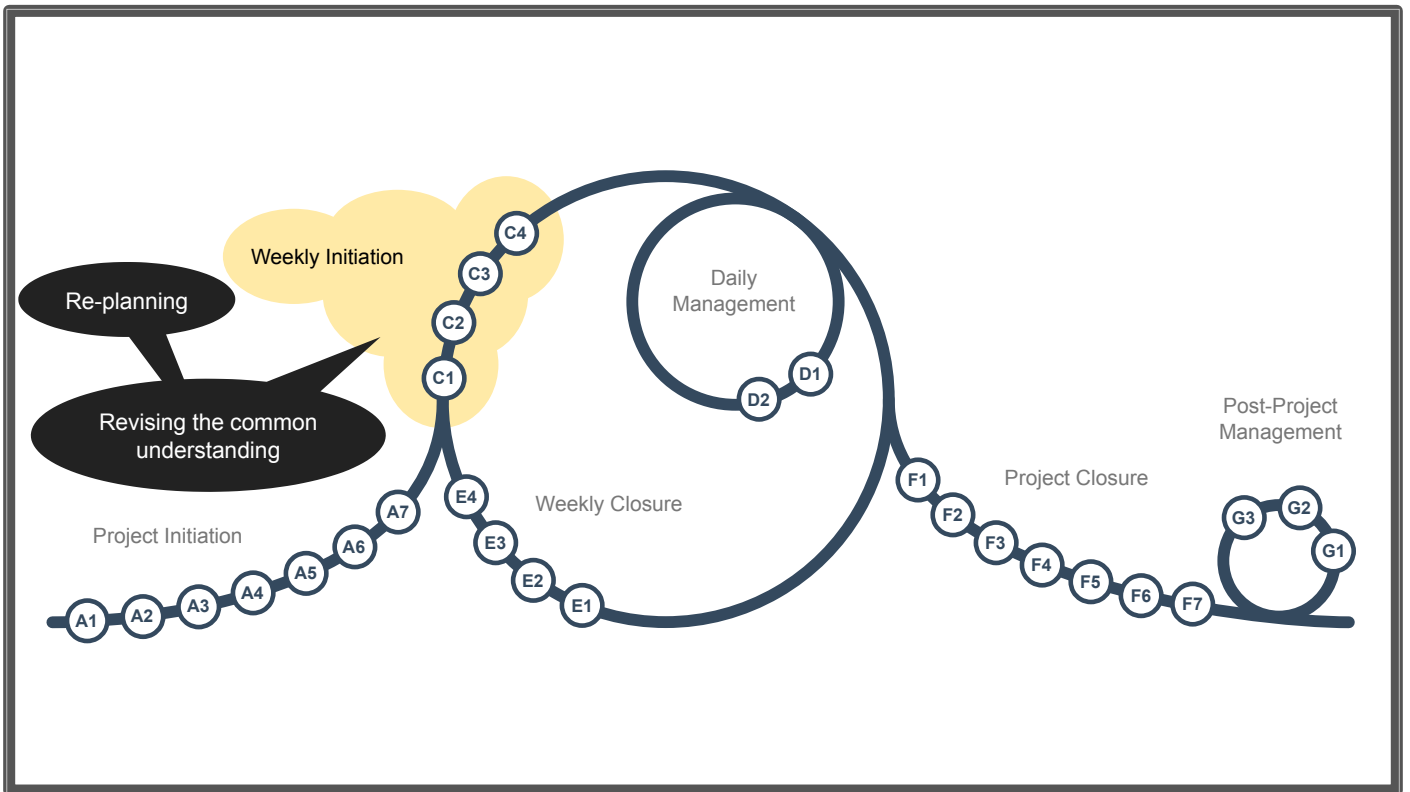 Weekly Initiation
Re-planning
Revising the common
understanding
Project Initiation
A1
A2
A3
A4
A5
A6
A7
C1
C2
C3
C4
Daily
Management
D1
D2
Weekly Closure
E1
E2
E3
E4
Project Closure
F1
F2
F3
F4
F5
F6
F7
Post-Project
Management
G1
G2
G3